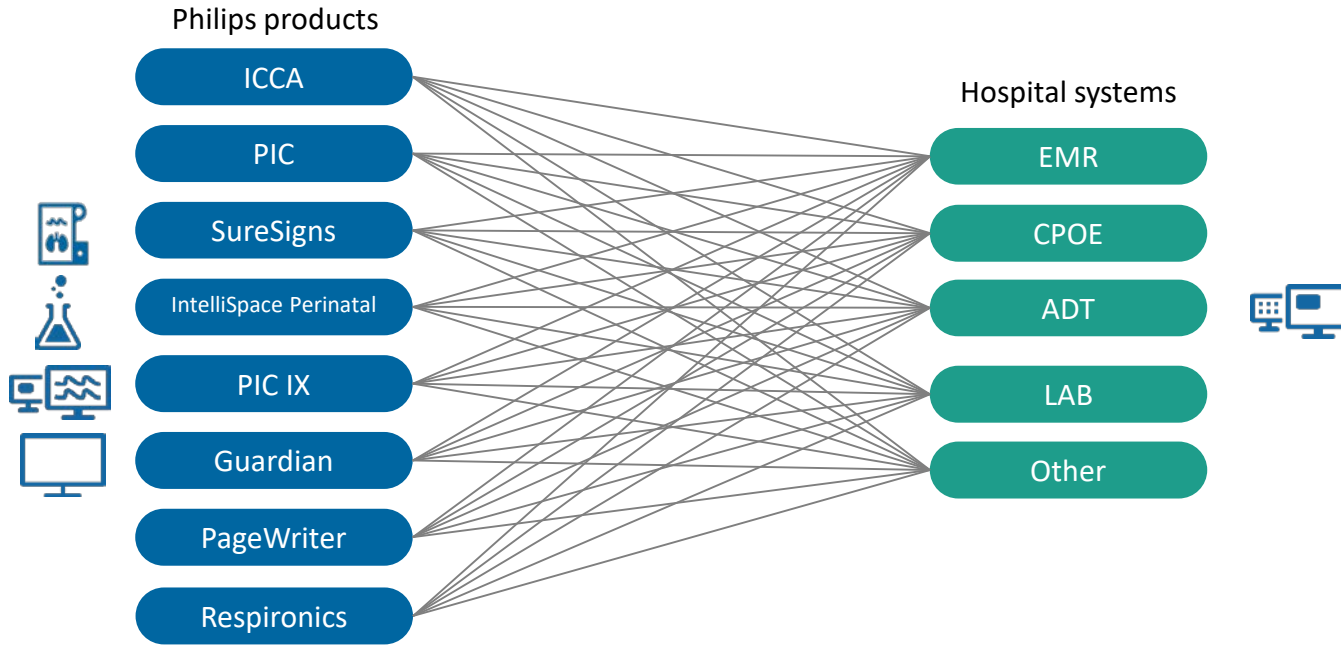 Philips products
ICCA
PIC
SureSigns
IntelliSpace Perinatal
PIC IX
Guardian
PageWriter
Respironics
Hospital systems
EMR
CPOE
ADT
LAB
Other